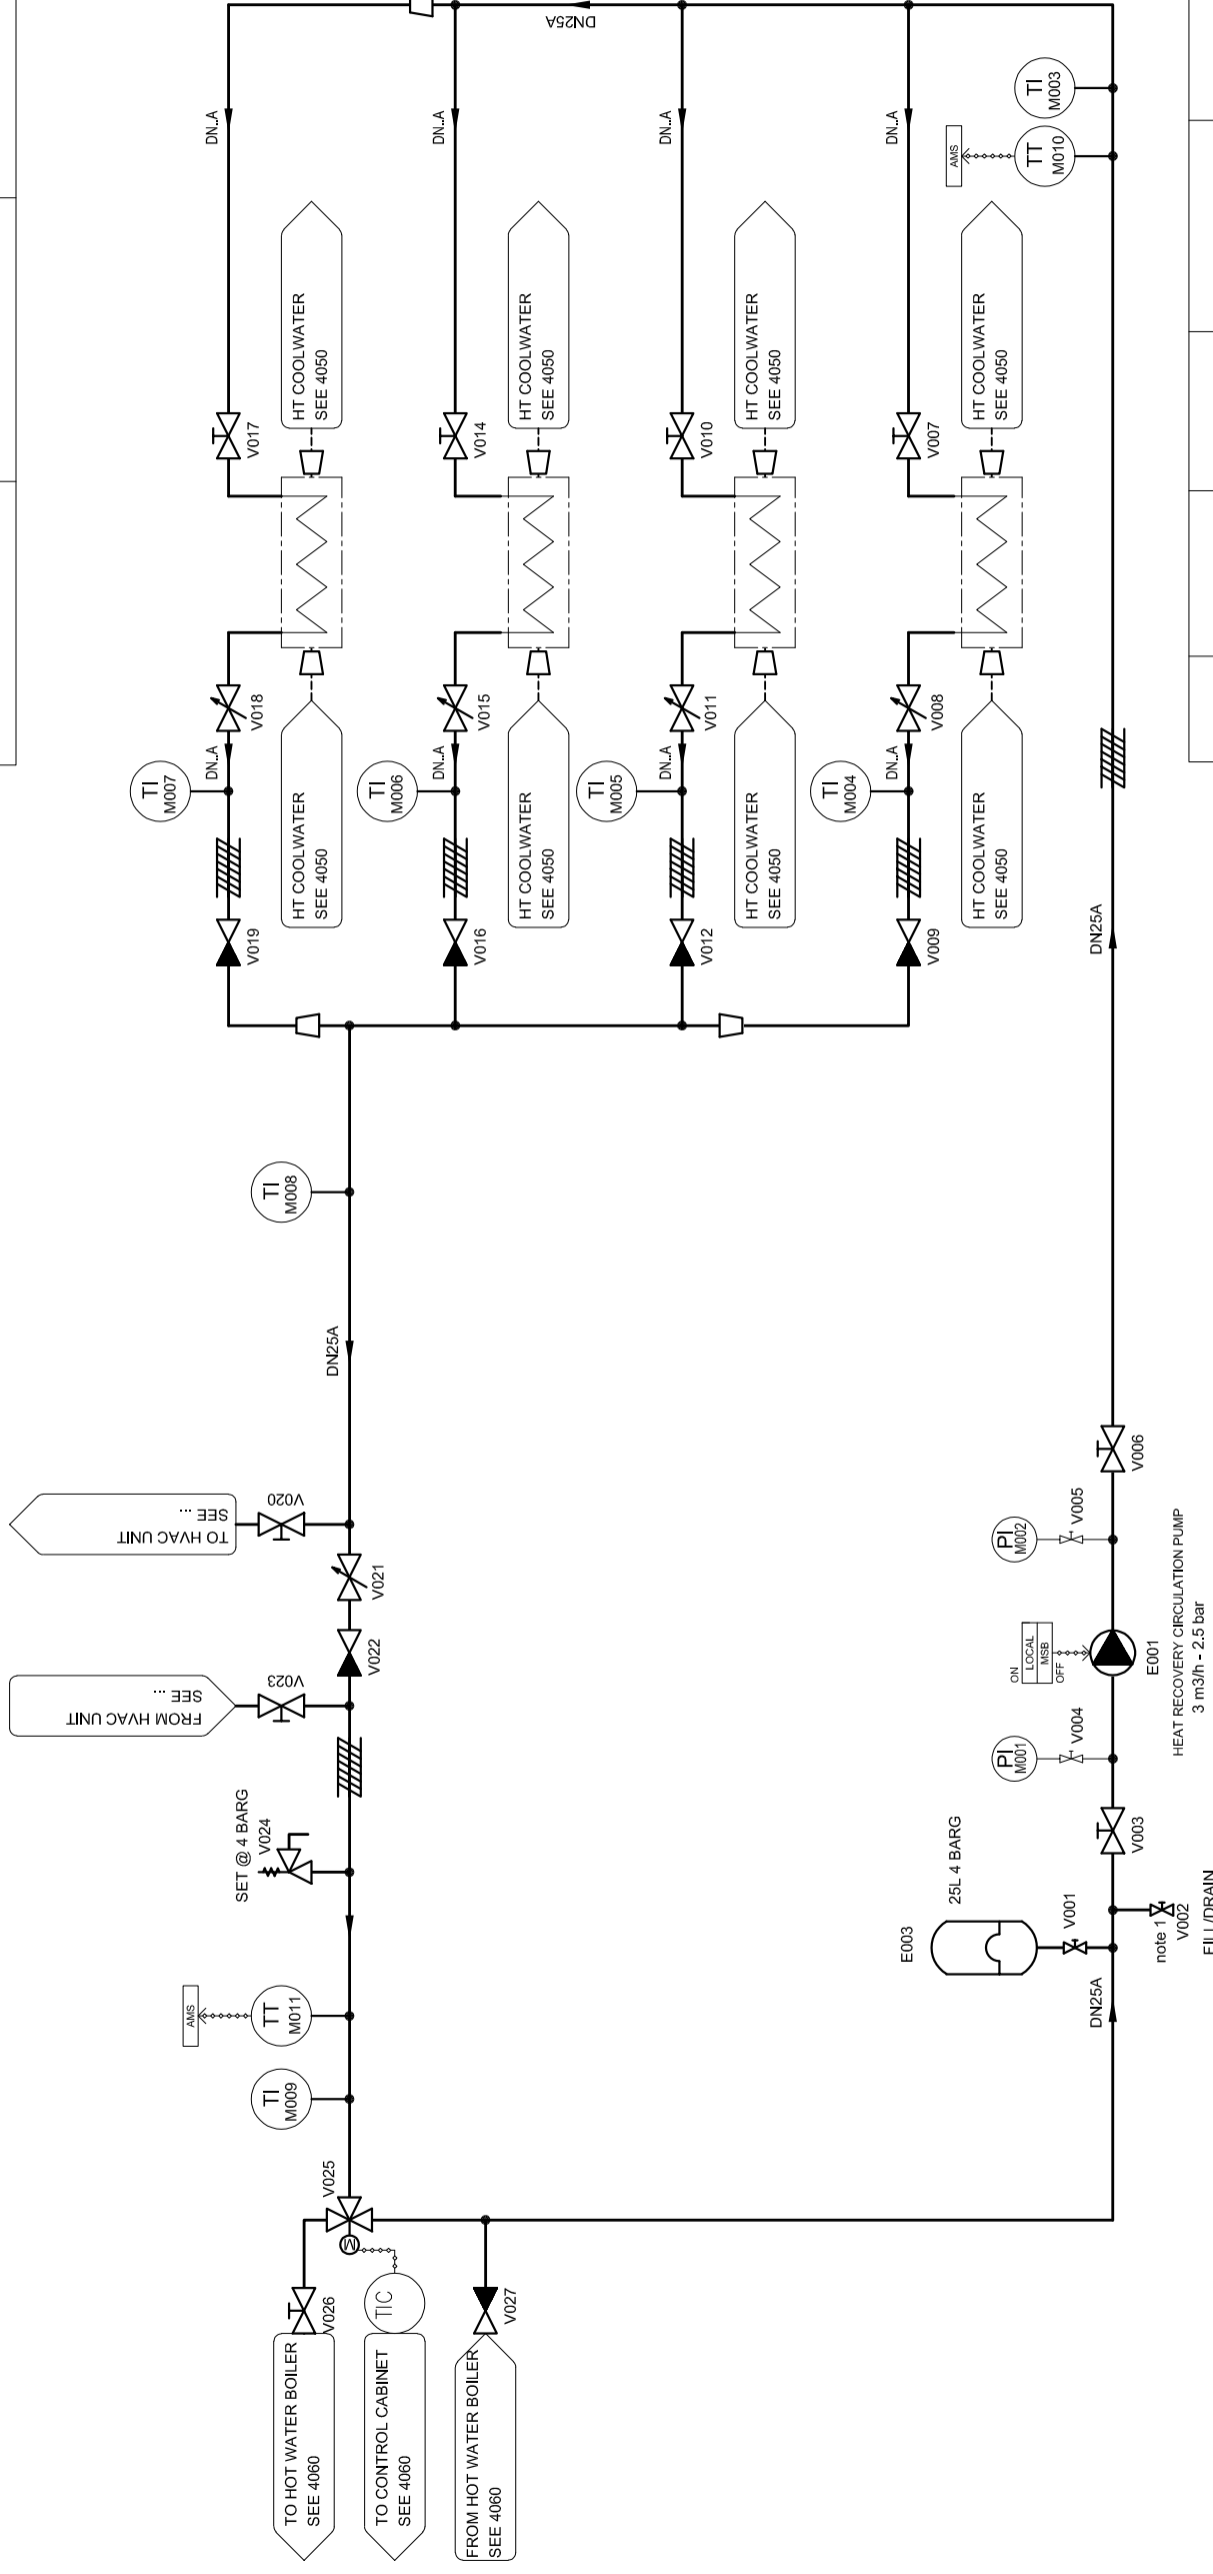 DN25A
DN..A
DN..A
DN..A
DN..A
TI
M003
AMS
TT
M010
HT COOLWATER
SEE 4050
HT COOLWATER
SEE 4050
HT COOLWATER
SEE 4050
HT COOLWATER
SEE 4050
V017
V014
V010
V007
V018
V015
V011
V008
DN..A
DN..A
DN..A
DN..A
TI
M007
TI
M006
TI
M005
TI
M004
HT COOLWATER
SEE 4050
HT COOLWATER
SEE 4050
HT COOLWATER
SEE 4050
HT COOLWATER
SEE 4050
V019
V016
V012
V009
DN25A
TI
M008
DN25A
V006
TO HVAC UNIT
SEE ...
V020
V021
V022
FROM HVAC UNIT
SEE ...
V023
PI
M002
V005
ON
LOCAL
MSB
OFF
E001
HEAT RECOVERY CIRCULATION PUMP
3 m3/h - 2.5 bar
PI
M001
V004
V003
SET @ 4 BARG
V024
25L 4 BARG
E003
V001
note 1
V002
FILL/DRAIN
DN25A
AMS
TT
M011
TI
M009
V025
M
V026
TIC
V027
TO HOT WATER BOILER
SEE 4060
TO CONTROL CABINET
SEE 4060
FROM HOT WATER BOILER
SEE 4060